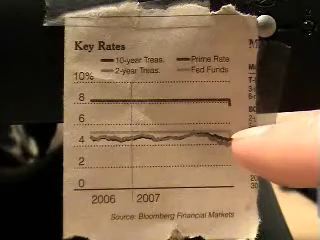 Key Rates
10-year Treas. Prime Rate
2-year Treas. Fed Funds
10%
8
6
4
2
0
2006 2007
Source: Bloomberg Financial Markets